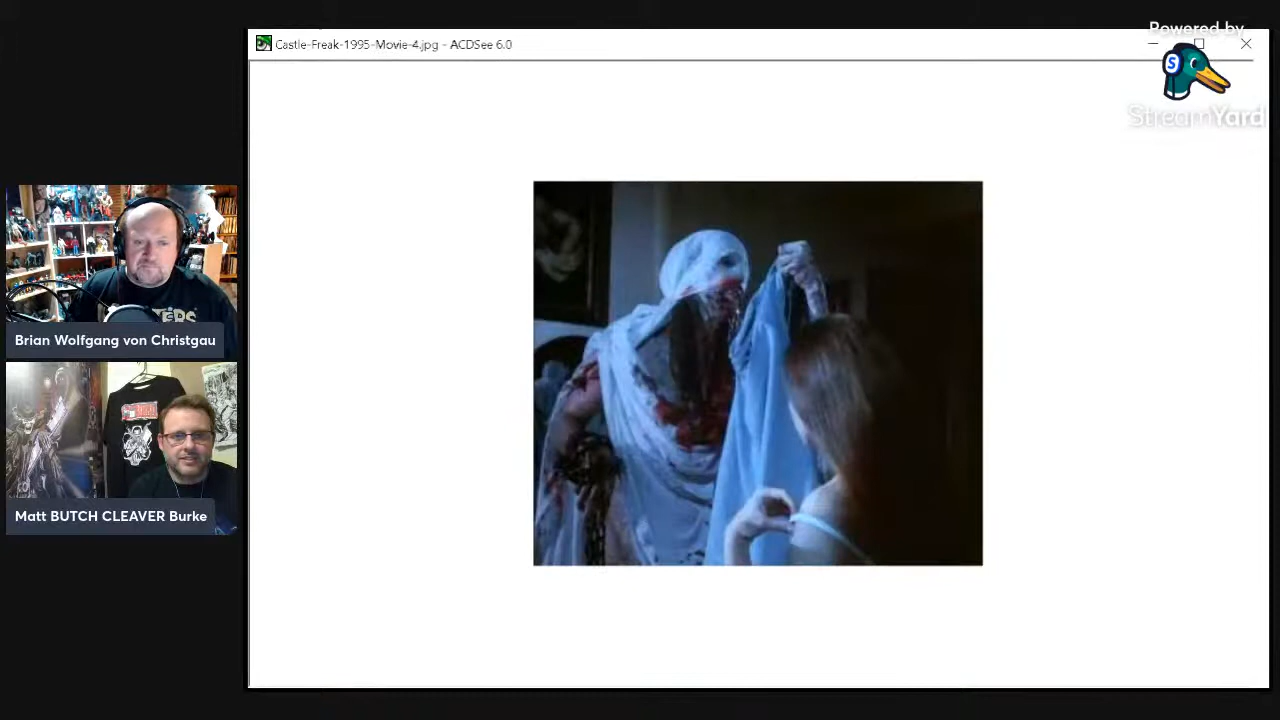 Castle-Freak-1995-Movie-4.jpg - ACDSee 6.0
Powered by
S
StreamYard
Brian Wolfgang von Christgau
Matt BUTCH CLEAVER Burke